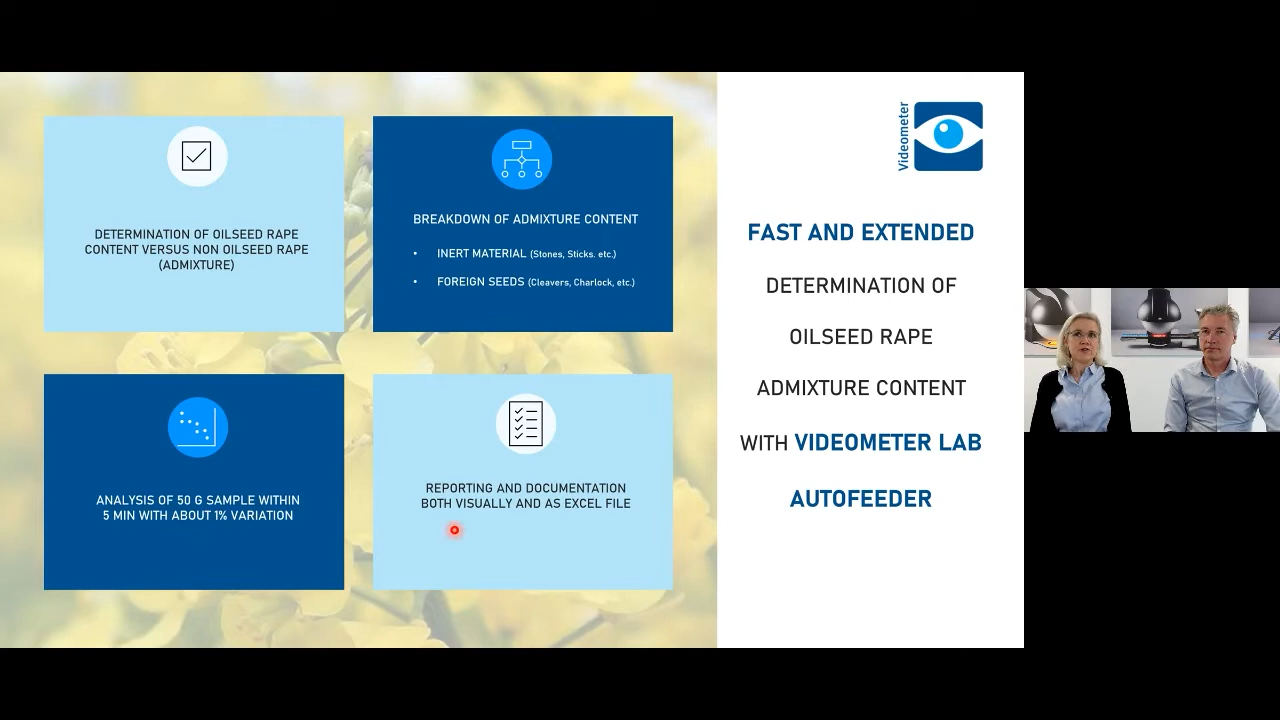 DETERMINATION OF OILSEED RAPE
CONTENT VERSUS NON OILSEED RAPE
(ADMIXTURE)
BREAKDOWN OF ADMIXTURE CONTENT
• INERT MATERIAL (Stones, Sticks. etc.)
• FOREIGN SEEDS (Cleavers, Charlock, etc.)
ANALYSIS OF 50 G SAMPLE WITHIN
5 MIN WITH ABOUT 1% VARIATION
REPORTING AND DOCUMENTATION
BOTH VISUALLY AND AS EXCEL FILE
Videometer
FAST AND EXTENDED
DETERMINATION OF
OILSEED RAPE
ADMIXTURE CONTENT
WITH VIDEOMETER LAB
AUTOFEEDER